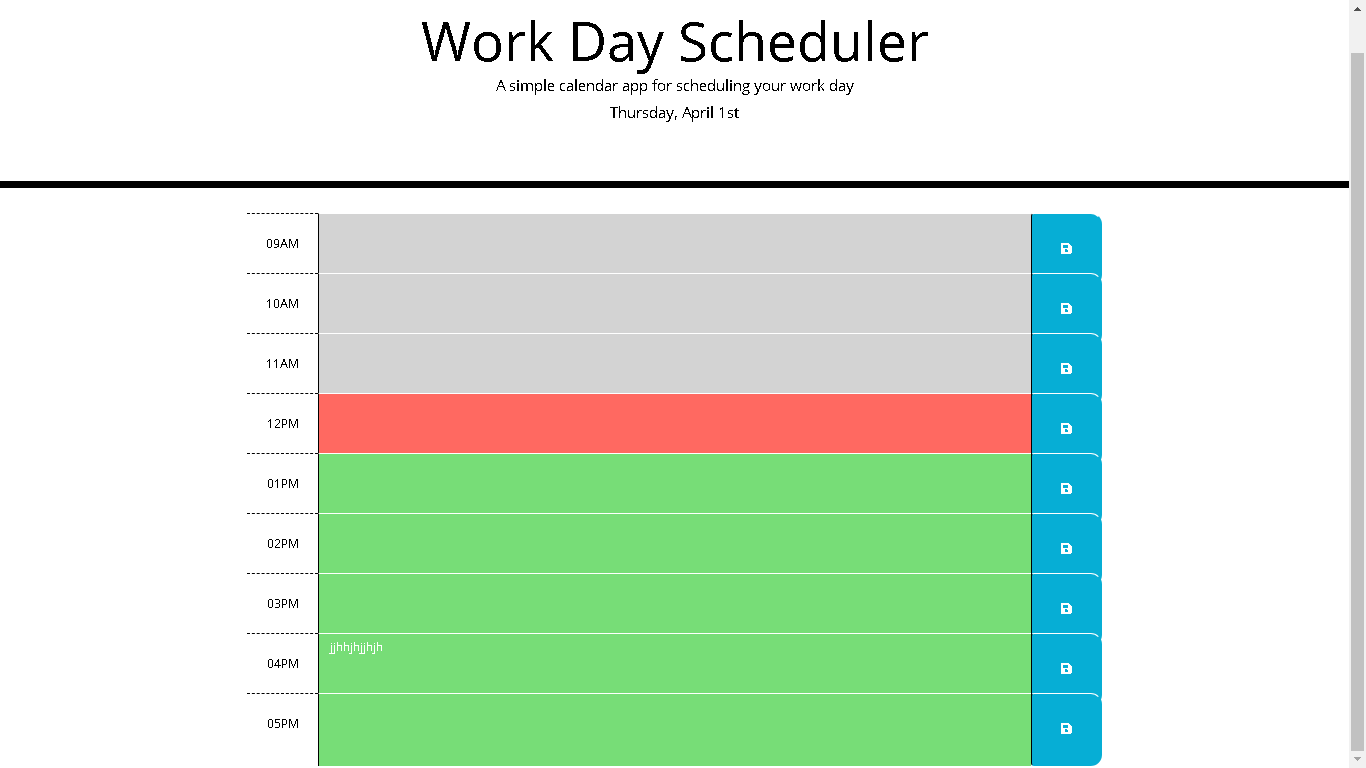 Work Day Scheduler
A simple calendar app for scheduling your work day
Thursday, April 1st
09AM
10AM
11AM
12PM
01PM
02PM
03PM
jjhhjhjjhjh
04PM
05PM